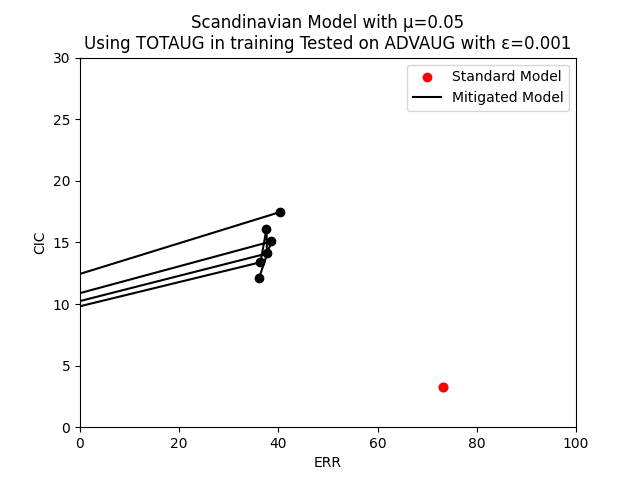 Scandinavian Model with μ=0.05
Using TOTAUG in training Tested on ADVAUG with ε=0.001
Standard Model
Mitigated Model
30
25
20
15
10
5
0
CIC
0 20 40 60 80 100
ERR